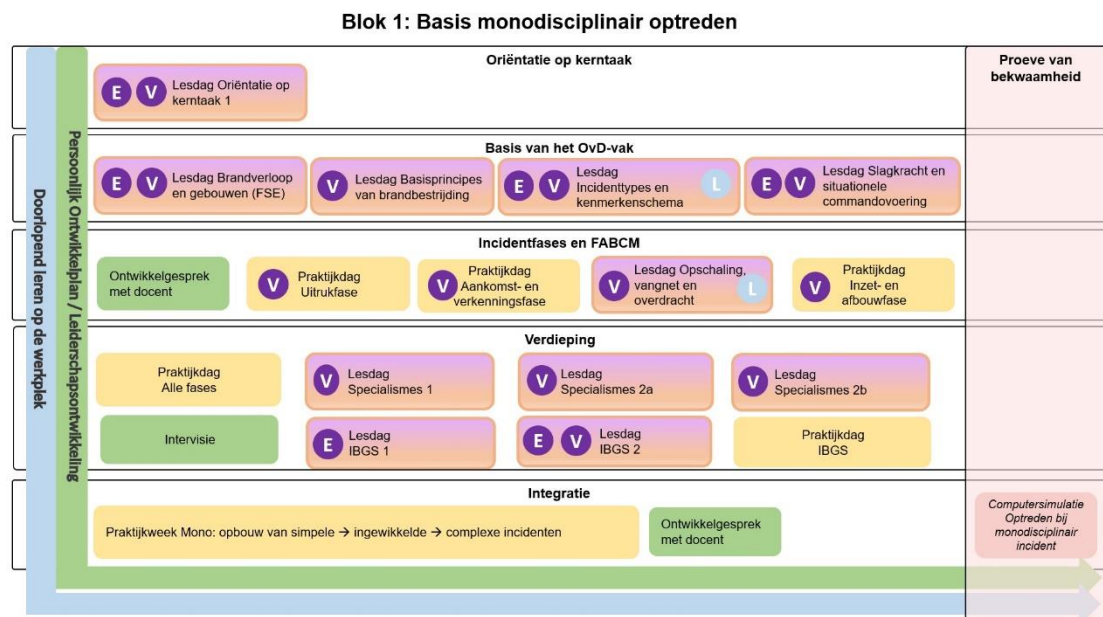 Blok 1: Basis monodisciplinair optreden
Doorlopend leren op de werkplek
Persoonlijk Ontwikkelplan / Leiderschapsontwikkeling
Oriëntatie op kerntaak
E V Lesdag Oriëntatie op
kerntaak 1
Proeve van
bekwaamheid
Basis van het OvD-vak
E V Lesdag Brandverloop
en gebouwen (FSE)
V Lesdag Basisprincipes
van brandbestrijding
E V Lesdag
Incidenttypes en
kenmerkenschema
L
E V Lesdag Slagkracht en
situationele
commandovoering
Incidentfases en FABCM
Ontwikkelgesprek
met docent
V Praktijkdag
Uitrukfase
V Praktijkdag
Aankomst- en
verkenningsfase
V Lesdag Opschaling,
vangnet en
overdracht
L
V Praktijkdag
Inzet- en
afbouwfase
Verdieping
Praktijkdag
Alle fases
V Lesdag
Specialismes 1
V Lesdag
Specialismes 2a
V Lesdag
Specialismes 2b
Intervisie
E Lesdag
IBGS 1
E V Lesdag
IBGS 2
Praktijkdag
IBGS
Integratie
Praktijkweek Mono: opbouw van simpele → ingewikkelde → complexe incidenten
Ontwikkelgesprek
met docent
Computersimulatie
Optreden bij
monodisciplinair
incident